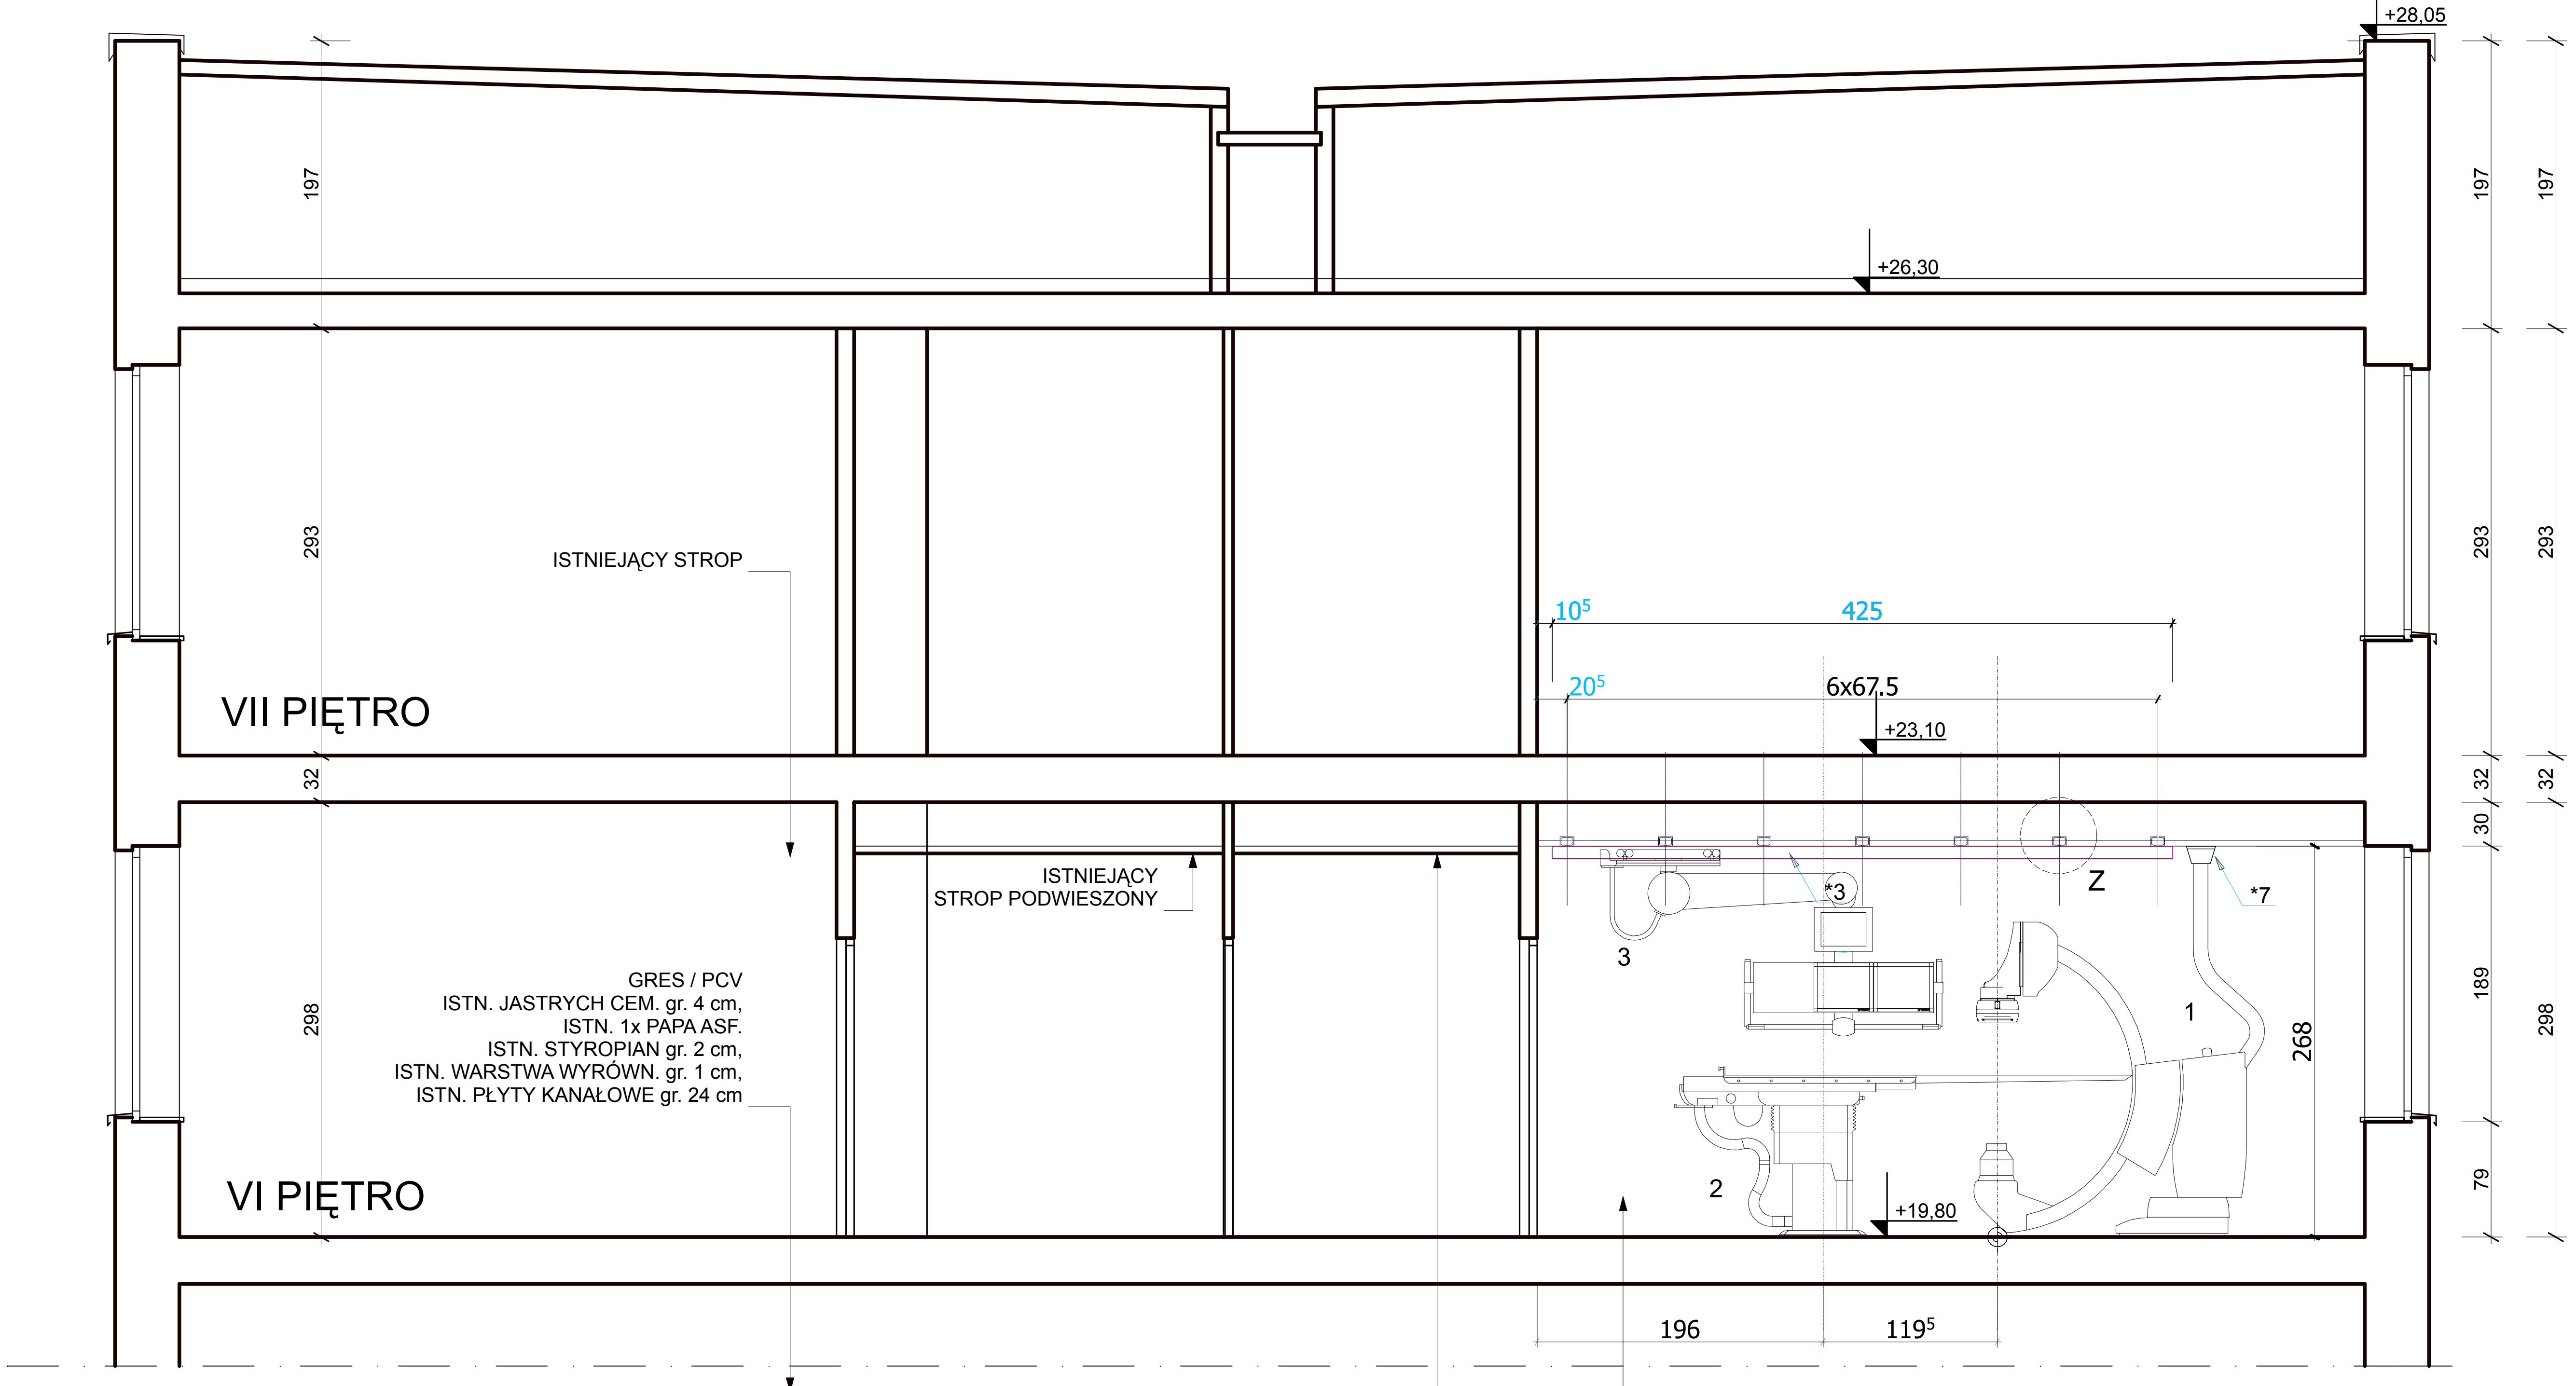 +28,05
197
197
197
+26,30
293
ISTNIEJĄCY STROP
293
293
10⁵
425
20⁵
6x67.5
VII PIĘTRO
+23,10
32
32
32
30
ISTNIEJĄCY
STROP PODWIESZONY
*3
Z
*7
3
GRES / PCV
ISTN. JASTRYCH CEM. gr. 4 cm,
ISTN. 1x PAPA ASF.
ISTN. STYROPIAN gr. 2 cm,
ISTN. WARSTWA WYRÓWN. gr. 1 cm,
ISTN. PŁYTY KANAŁOWE gr. 24 cm
298
1
268
189
298
VI PIĘTRO
2
+19,80
79
196
119⁵